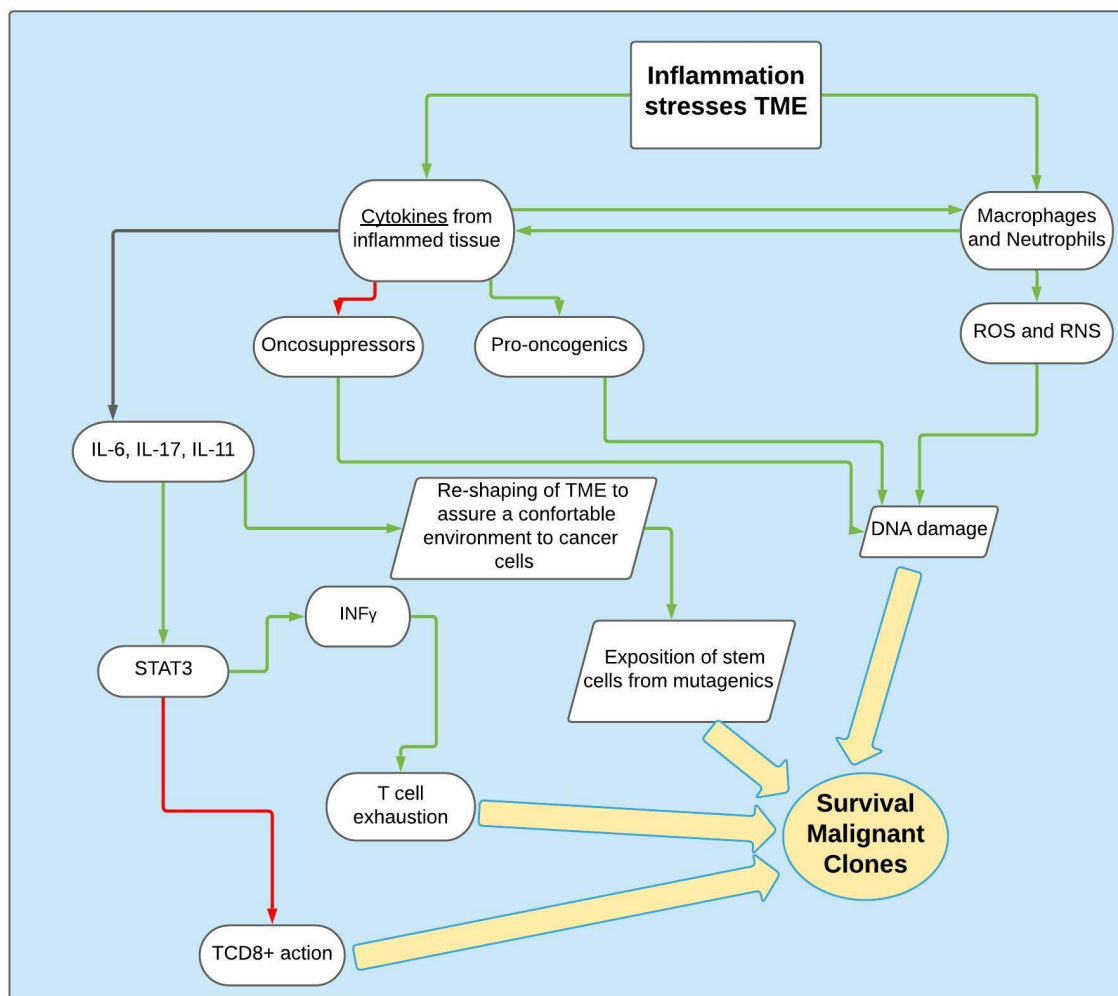 Inflammation
stresses TME
Cytokines from
inflammed tissue
Macrophages
and Neutrophils
Oncosuppressors
Pro-oncogenics
ROS and RNS
IL-6, IL-17, IL-11
Re-shaping of TME to
assure a confortable
environment to cancer
cells
DNA damage
INFγ
STAT3
Exposition of stem
cells from mutagenics
T cell
exhaustion
Survival
Malignant
Clones
TCD8+ action